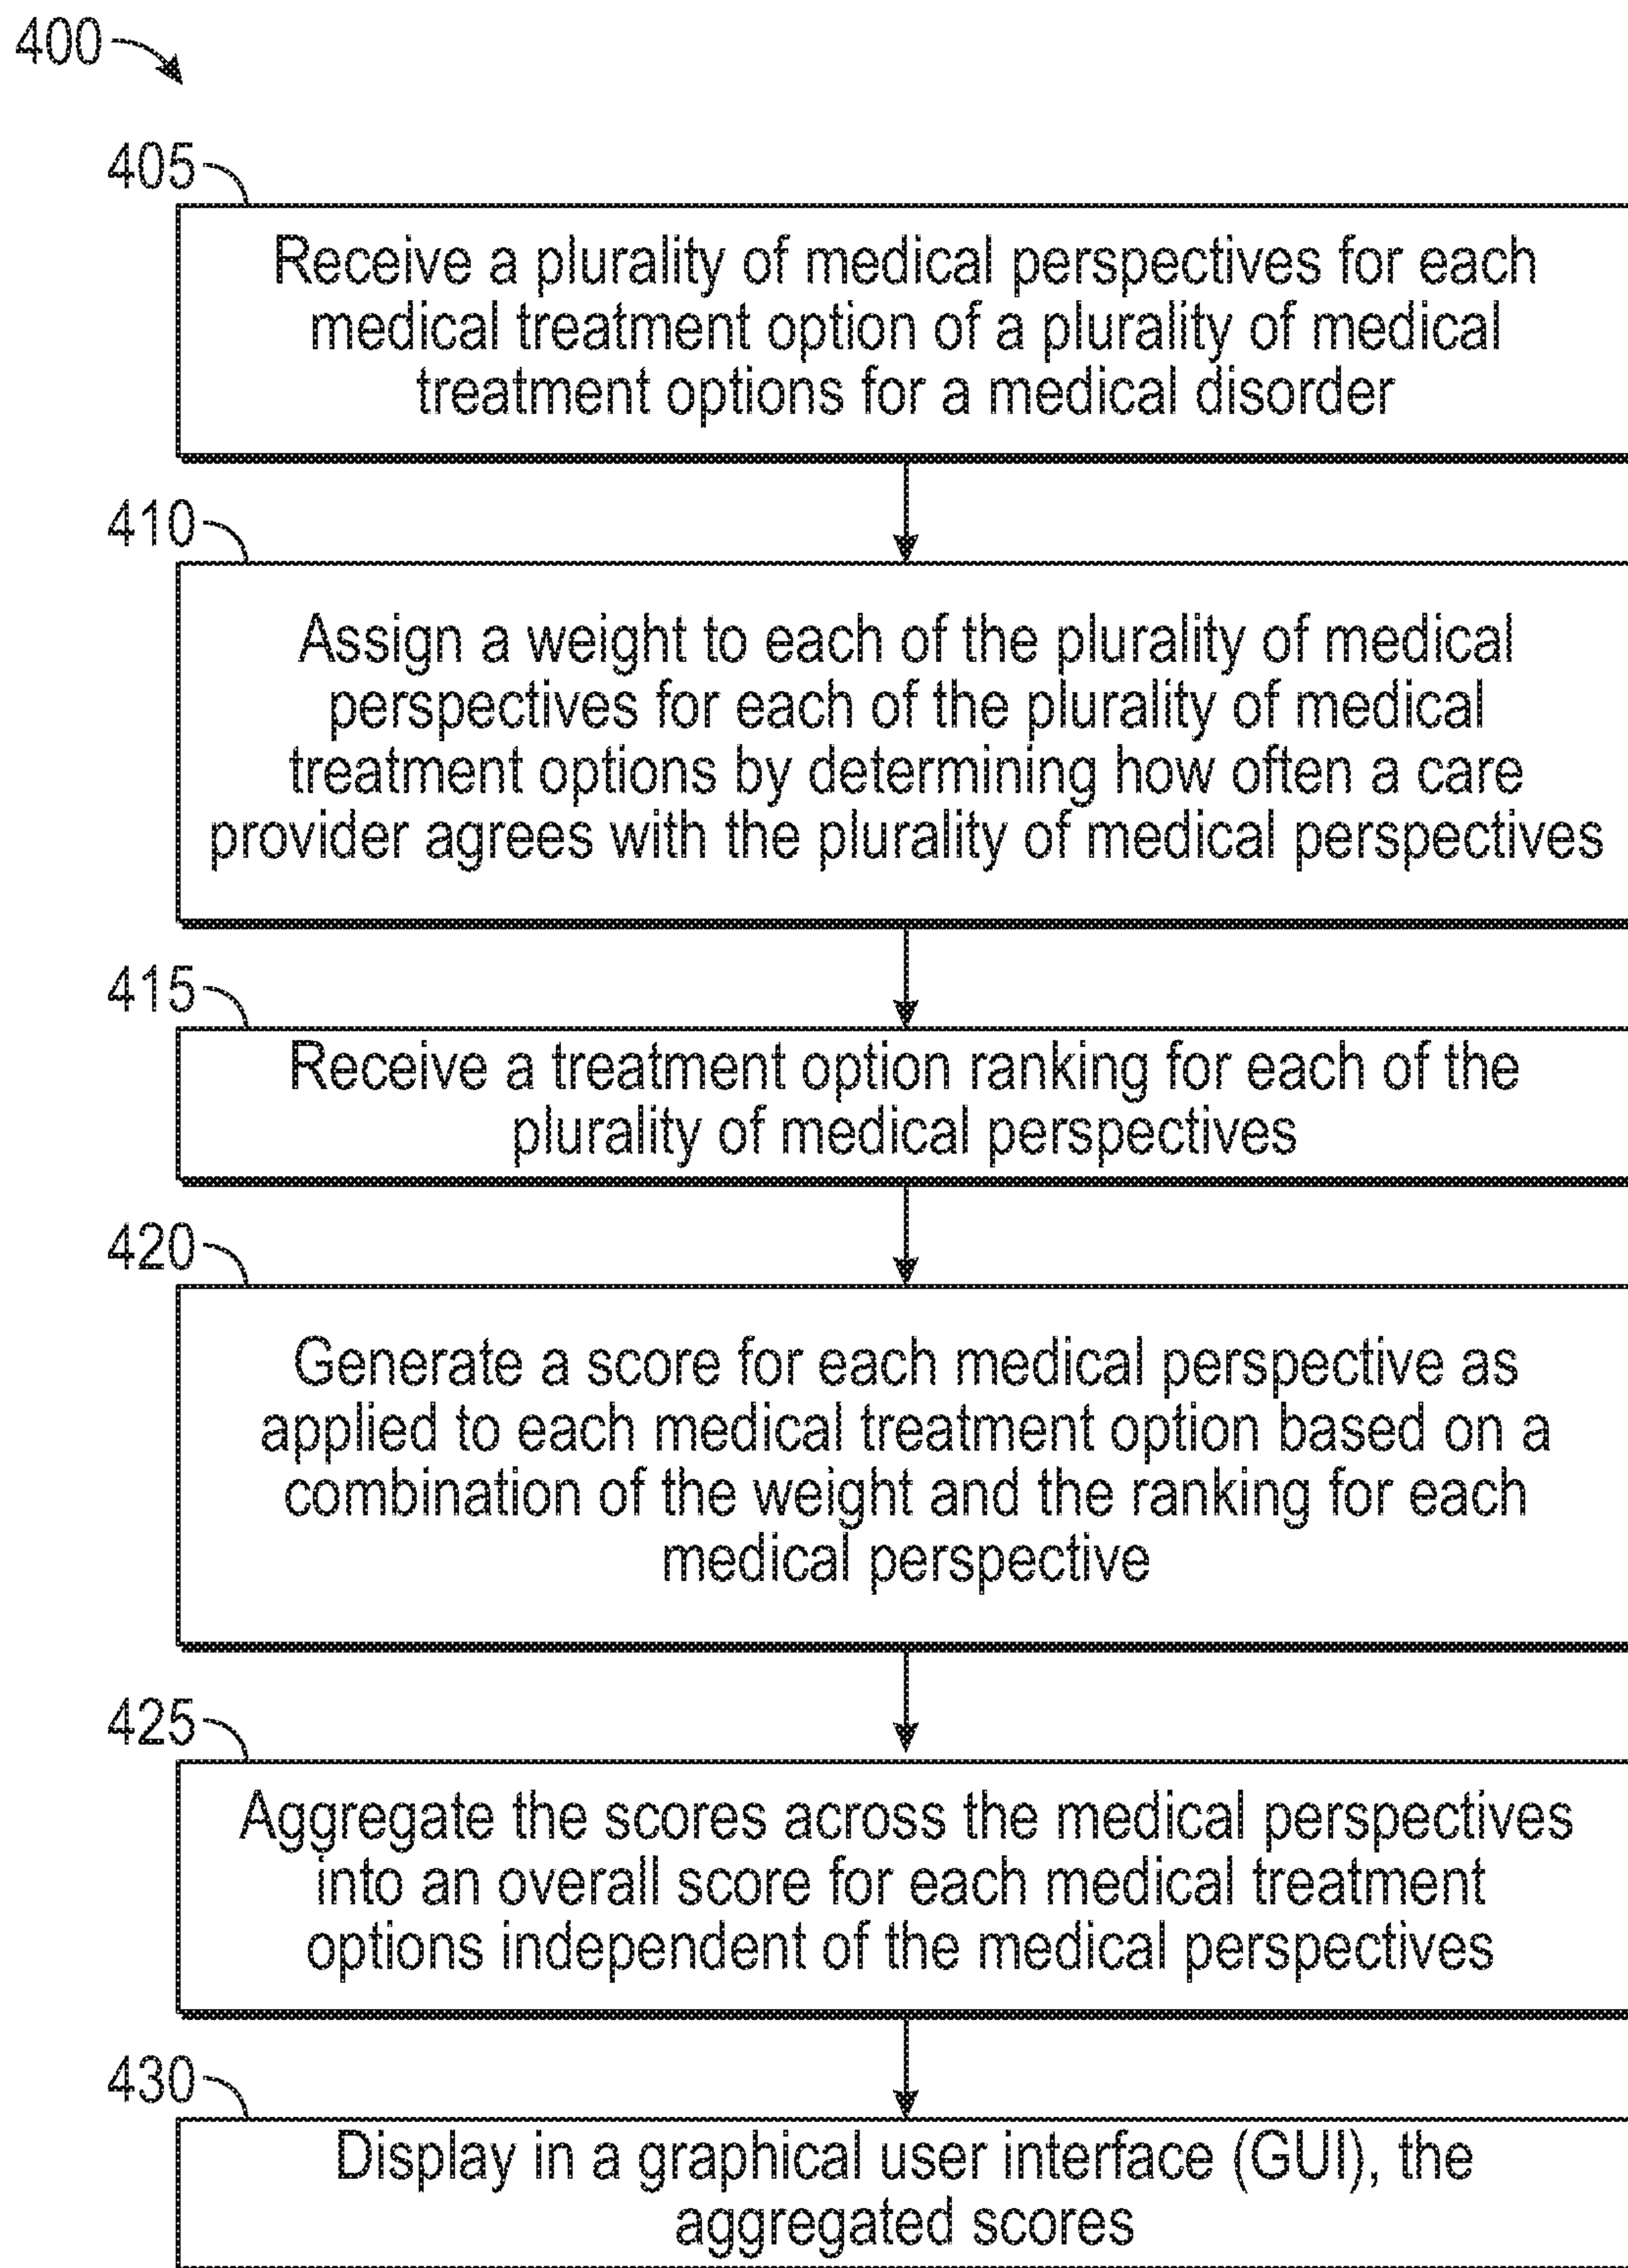 400
405
Receive a plurality of medical perspectives for each
medical treatment option of a plurality of medical
treatment options for a medical disorder
410
Assign a weight to each of the plurality of medical
perspectives for each of the plurality of medical
treatment options by determining how often a care
provider agrees with the plurality of medical perspectives
415
Receive a treatment option ranking for each of the
plurality of medical perspectives
420
Generate a score for each medical perspective as
applied to each medical treatment option based on a
combination of the weight and the ranking for each
medical perspective
425
Aggregate the scores across the medical perspectives
into an overall score for each medical treatment
options independent of the medical perspectives
430
Display in a graphical user interface (GUI), the
aggregated scores